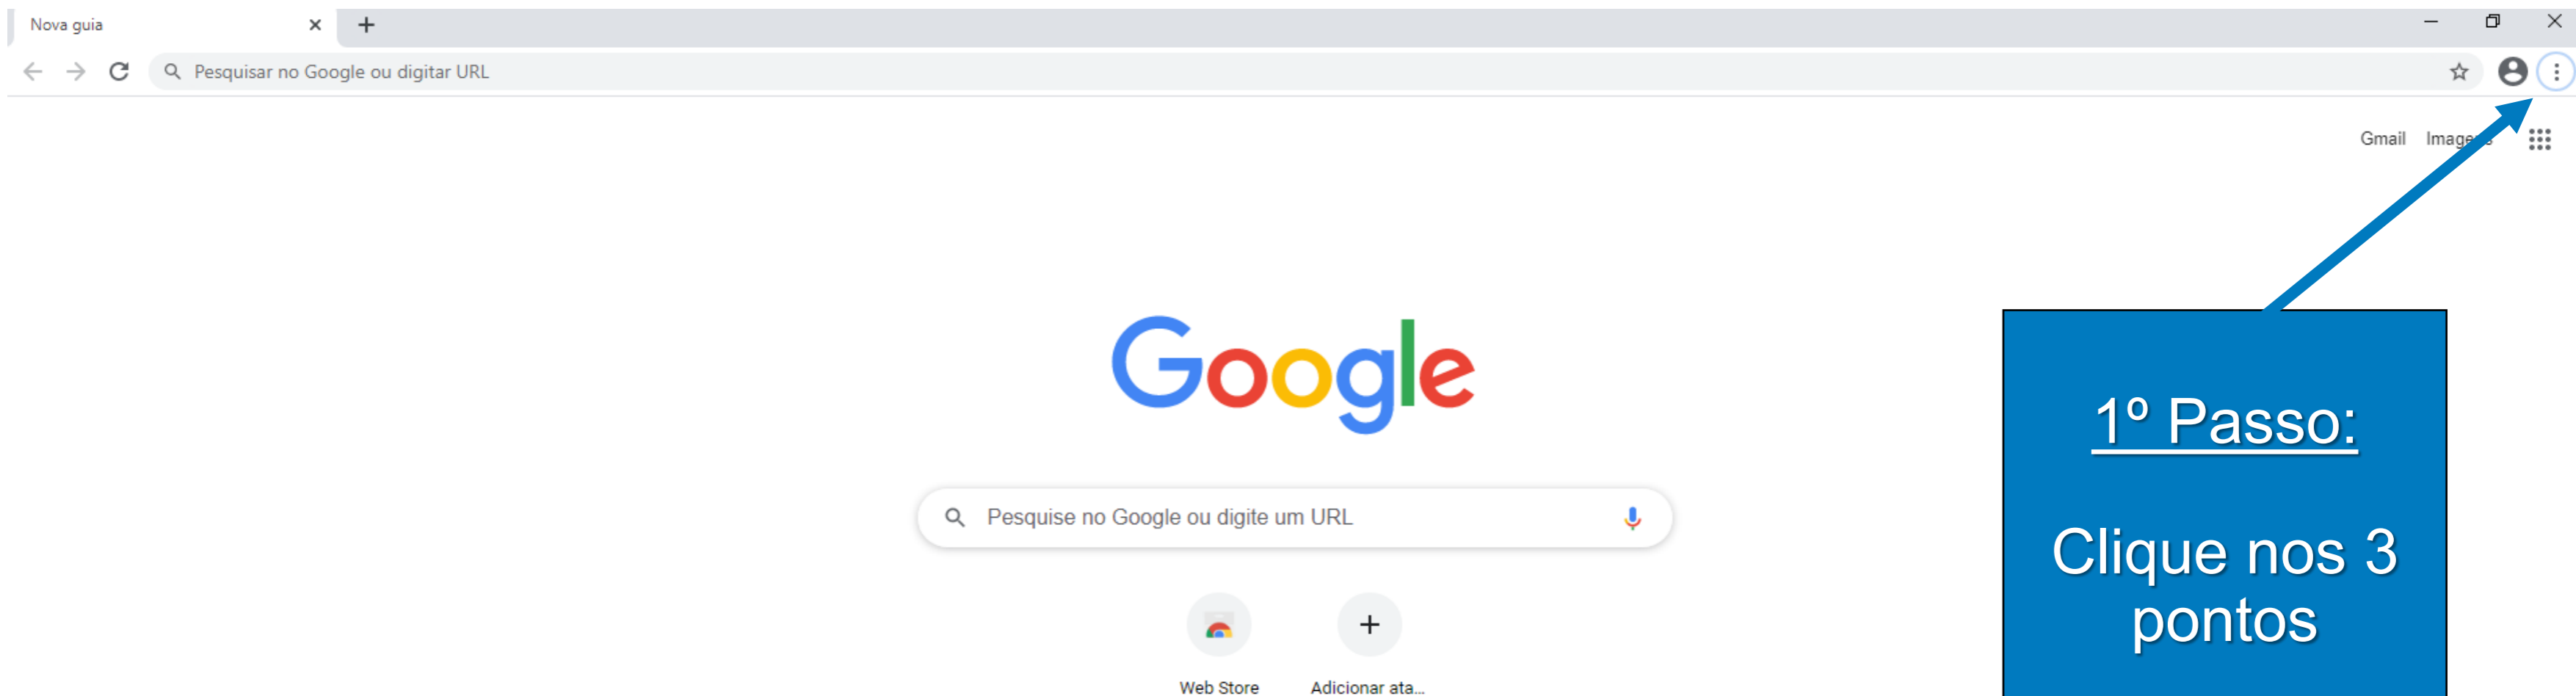 Nova guia
Pesquisar no Google ou digitar URL
Gmail Imagens
Google
Pesquise no Google ou digite um URL
Web Store
Adicionar ata...
1º Passo:
Clique nos 3
pontos